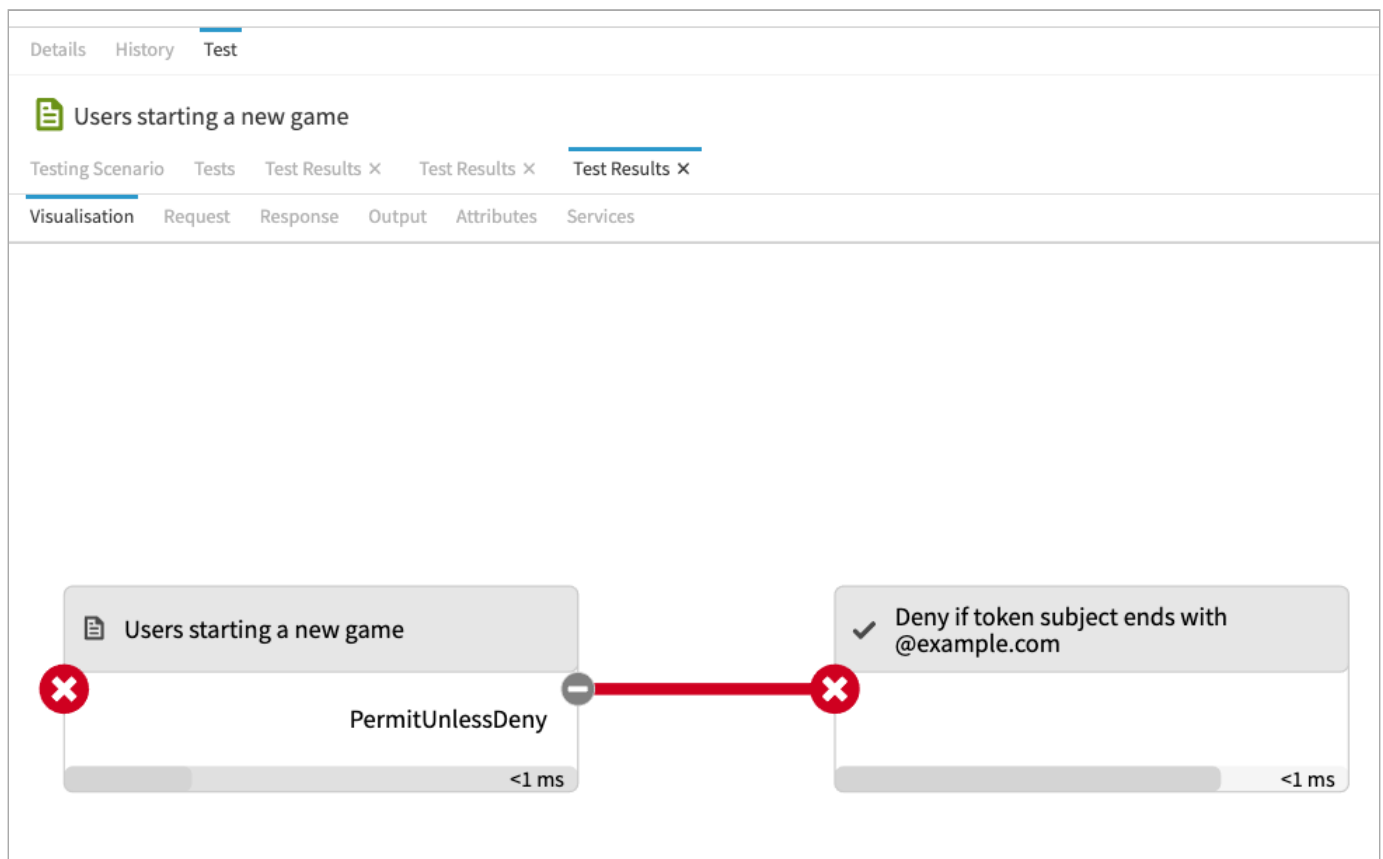 Details History Test
Users starting a new game
Testing Scenario Tests Test Results × Test Results × Test Results ×
Visualisation Request Response Output Attributes Services
Users starting a new game
PermitUnlessDeny
<1 ms
Deny if token subject ends with
@example.com
<1 ms